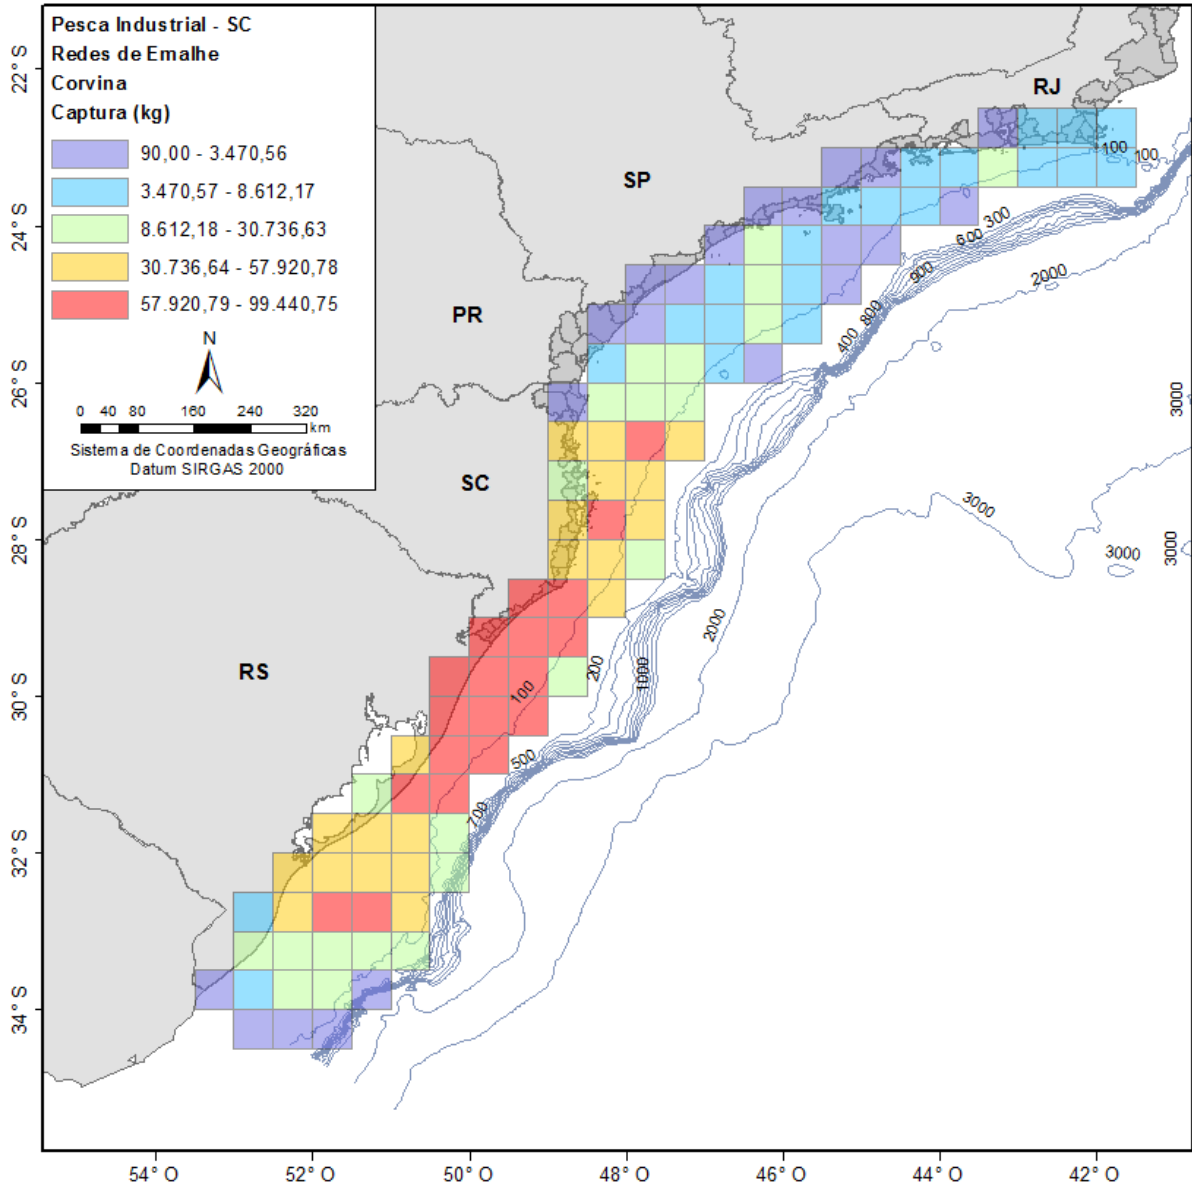 Pesca Industrial - SC
Redes de Emalhe
Corvina
Captura (kg)
90,00 - 3.470,56
3.470,57 - 8.612,17
8.612,18 - 30.736,63
30.736,64 - 57.920,78
57.920,79 - 99.440,75
N
0 40 80 160 240 320
km
Sistema de Coordenadas Geográficas
Datum SIRGAS 2000
RJ
SP
PR
SC
RS
100
100
300
600
900
2000
800
400
3000
3000
3000
3000
2000
200
1000
100
500
700
22° S
24° S
26° S
28° S
30° S
32° S
34° S
54° O
52° O
50° O
48° O
46° O
44° O
42° O